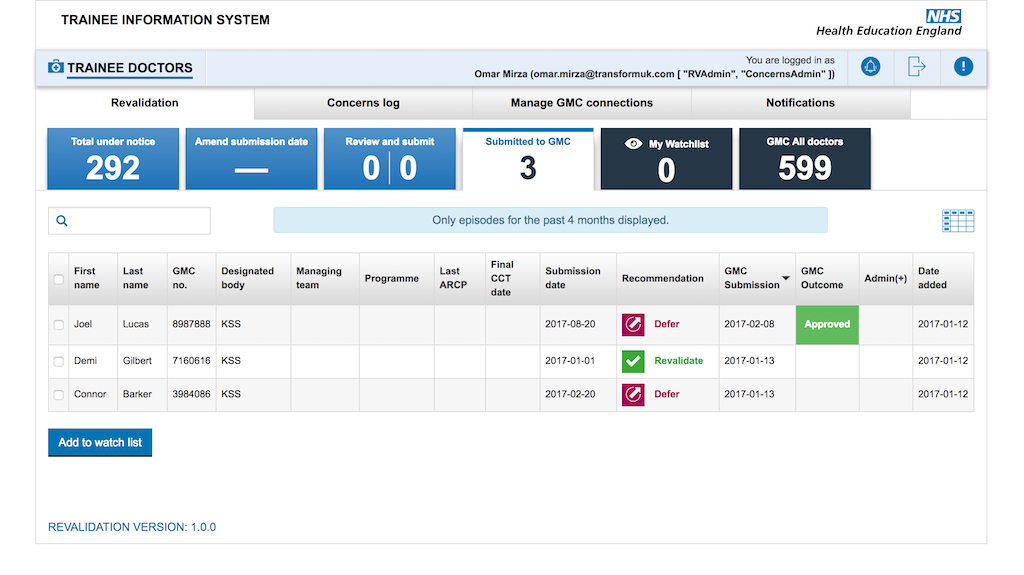 TRAINEE INFORMATION SYSTEM
NHS
Health Education England
TRAINEE DOCTORS
You are logged in as
Omar Mirza (omar.mirza@transformuk.com [ "RVAdmin", "ConcernsAdmin" ])
Revalidation
Concerns log
Manage GMC connections
Notifications
Total under notice
292
Amend submission date
—
Review and submit
0 0
Submitted to GMC
3
My Watchlist
0
GMC All doctors
599
Only episodes for the past 4 months displayed.
First name Last name GMC no. Designated body Managing team Programme Last ARCP Final CCT date Submission date Recommendation GMC Submission GMC Outcome Admin(+) Date added
Joel Lucas 8987888 KSS 2017-08-20 Defer 2017-02-08 Approved 2017-01-12
Demi Gilbert 7160616 KSS 2017-01-01 Revalidate 2017-01-13 2017-01-12
Connor Barker 3984086 KSS 2017-02-20 Defer 2017-01-13 2017-01-12
Add to watch list
REVALIDATION VERSION: 1.0.0